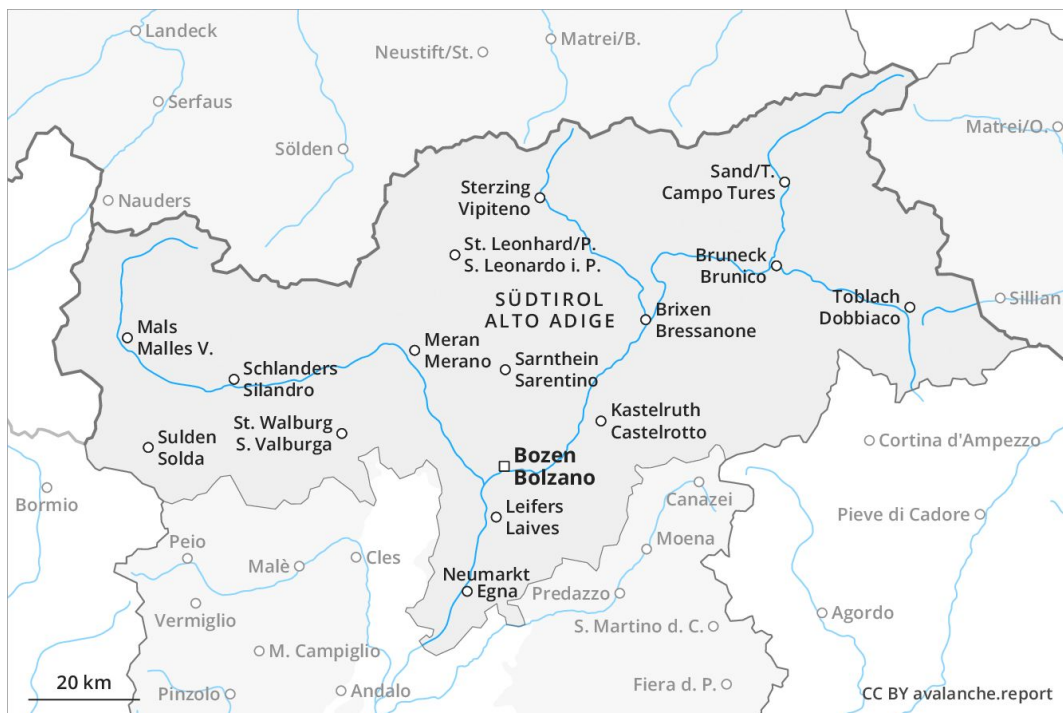 Landeck
Neustift/St.
Matrei/B.
Serfaus
Matrei/O.
Sölden
Nauders
Sterzing
Vipiteno
Sand/T.
Campo Tures
St. Leonhard/P.
S. Leonardo i. P.
Bruneck
Brunico
SÜDTIROL
ALTO ADIGE
Toblach
Dobbiaco
Sillian
Brixen
Bressanone
Mals
Malles V.
Meran
Merano
Schlanders
Silandro
Sarnthein
Sarentino
St. Walburg
S. Valburga
Kastelruth
Castelrotto
Sulden
Solda
Cortina d'Ampezzo
Bozen
Bolzano
Bormio
Canazei
Leifers
Laives
Pieve di Cadore
Peio
Malè
Cles
Moena
Neumarkt
Egna
Predazzo
Vermiglio
Agordo
S. Martino d. C.
M. Campiglio
20 km
Pinzolo
Andalo
Fiera d. P.
CC BY avalanche.report